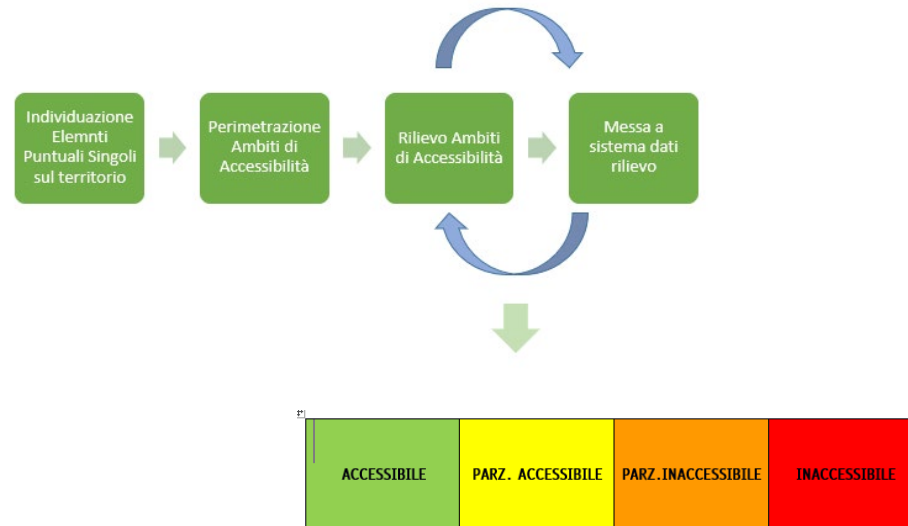 Individuazione
Elemnti
Puntuali Singoli
sul territorio
Perimetrazione
Ambiti di
Accessibilità
Rilievo Ambiti
di Accessibilità
Messa a
sistema dati
rilievo
ACCESSIBILE
PARZ. ACCESSIBILE
PARZ.INACCESSIBILE
INACCESSIBILE